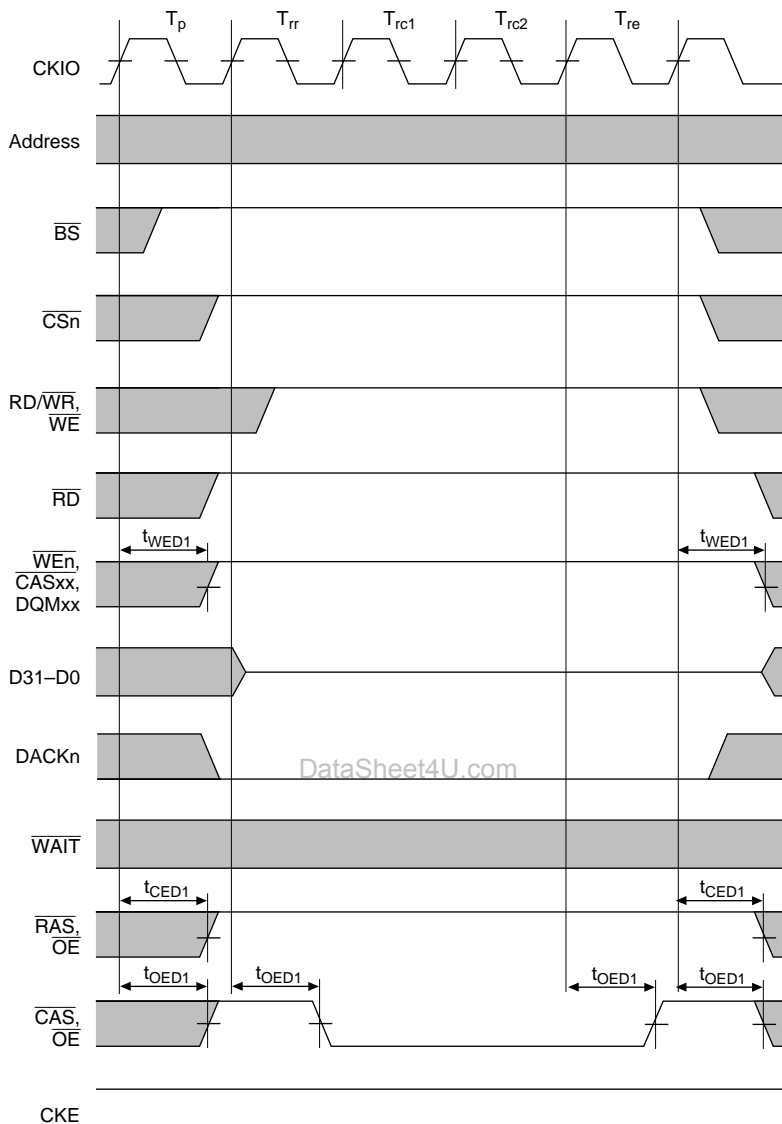 Tp Trr Trc1 Trc2 Tre
CKIO
Address
BS
CSn
RD/WR,
WE
RD
tWED1 tWED1
WEn,
CASxx,
DQMxx
D31–D0
DACKn
DataSheet4U.com
WAIT
tCED1 tCED1
RAS,
OE
tOED1 tOED1 tOED1 tOED1
CAS,
OE
CKE